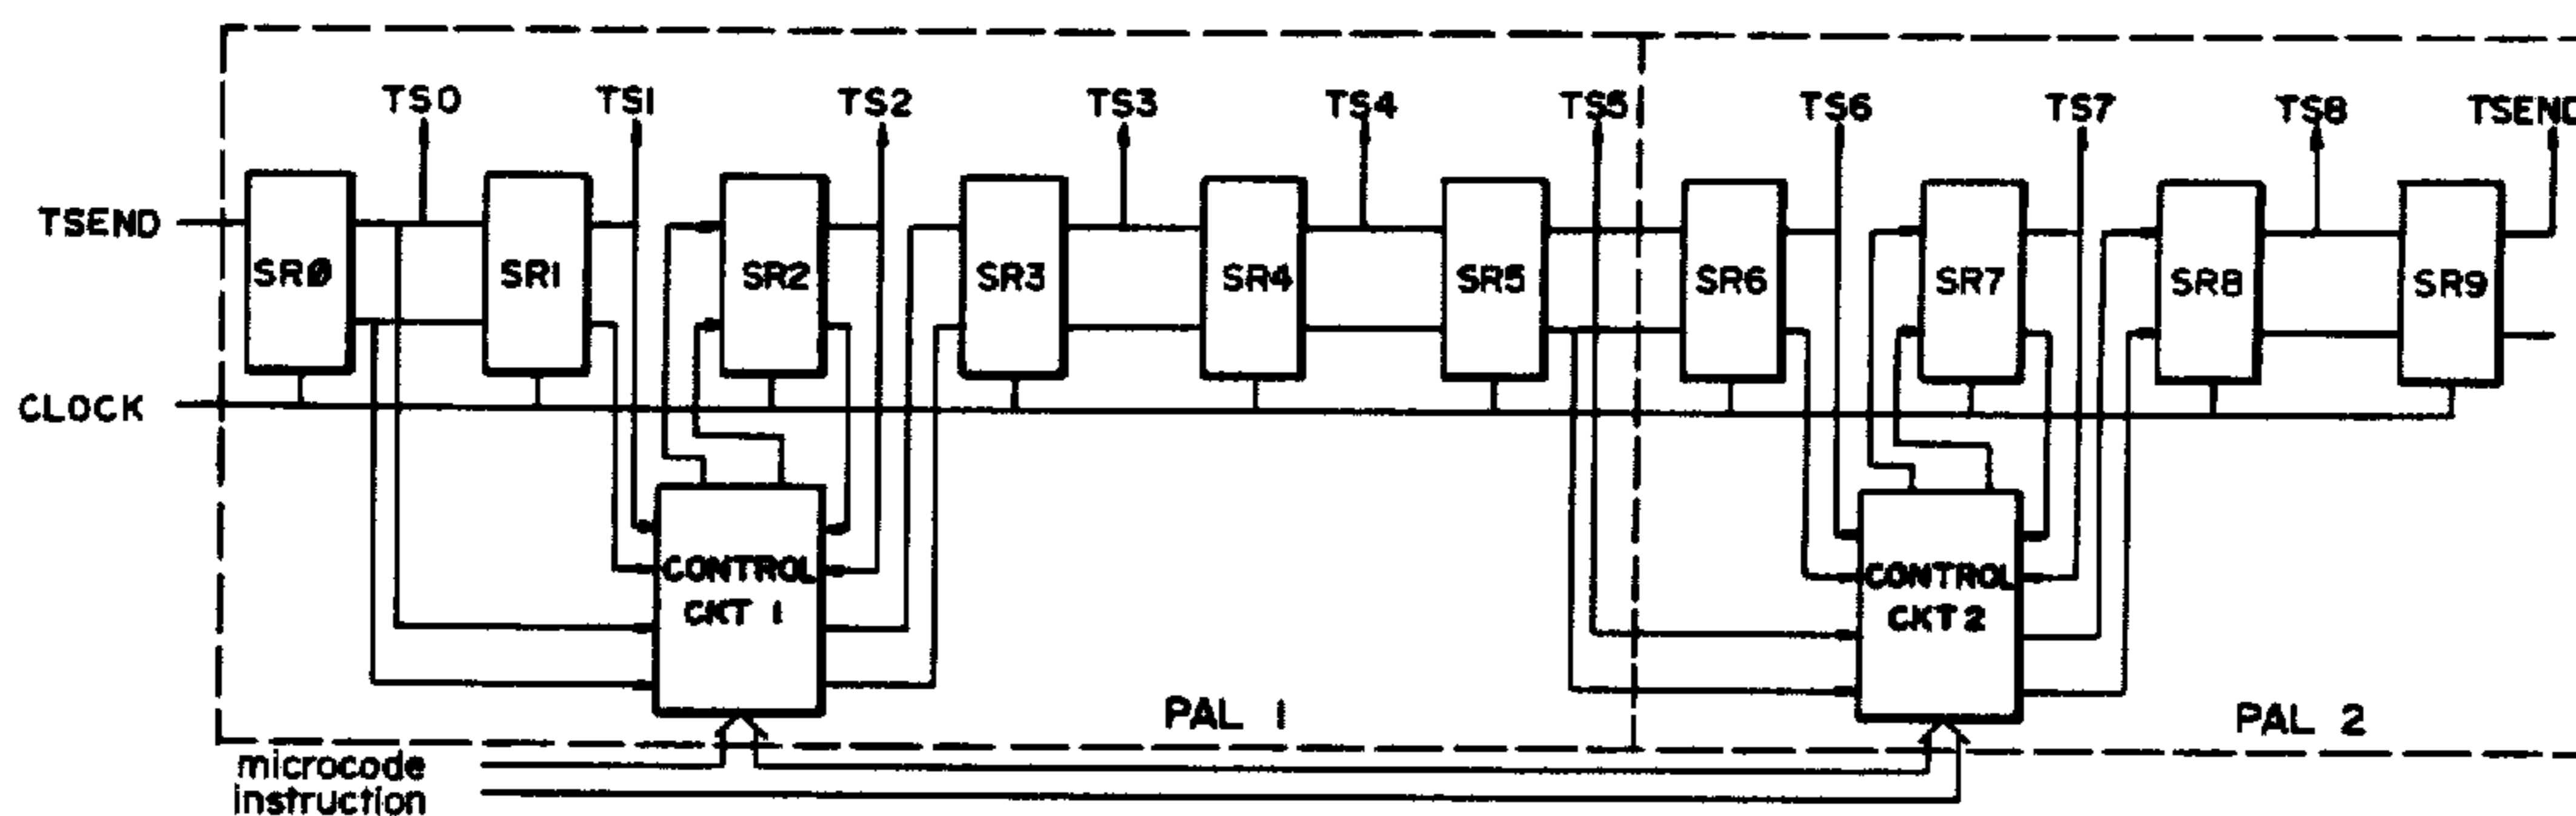 TS0 TS1 TS2 TS3 TS4 TS5 TS6 TS7 TS8 TSEND
TSEND
SRØ SR1 SR2 SR3 SR4 SR5 SR6 SR7 SR8 SR9
CLOCK
CONTROL
CKT 1
CONTROL
CKT 2
PAL 1
PAL 2
microcode
instruction